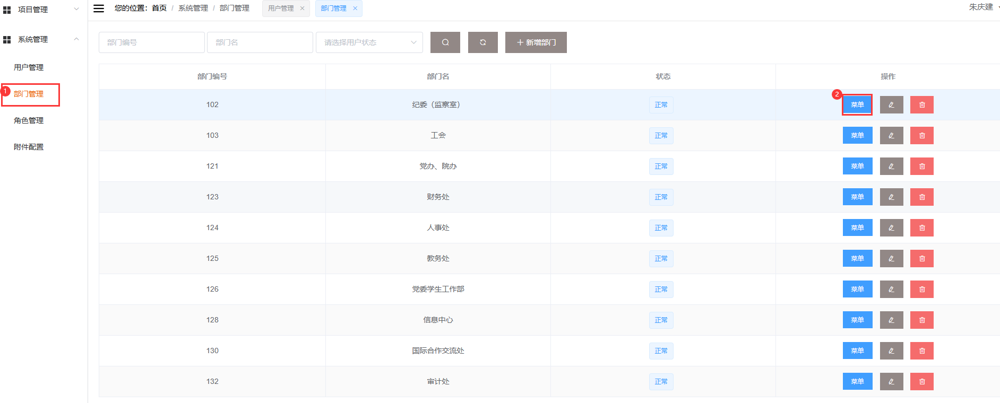 项目管理
系统管理
用户管理
1 部门管理
角色管理
附件配置
您的位置：首页 / 系统管理 / 部门管理
用户管理 ×
部门管理 ×
朱庆建
部门编号
部门名
请选择用户状态
+ 新增部门
部门编号 部门名 状态 操作
102 纪委（监察室） 正常 2 菜单
103 工会 正常 菜单
121 党办、院办 正常 菜单
123 财务处 正常 菜单
124 人事处 正常 菜单
125 教务处 正常 菜单
126 党委学生工作部 正常 菜单
128 信息中心 正常 菜单
130 国际合作交流处 正常 菜单
132 审计处 正常 菜单